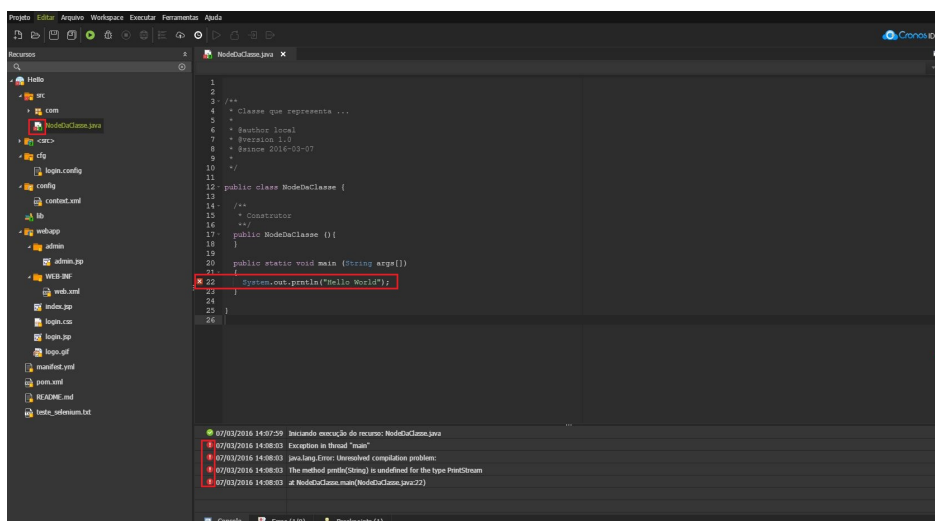 Projeto Editar Arquivo Workspace Executar Ferramentas Ajuda
Cronos IDE
Recursos
NodeDaClasse.java ×
Hello
src
com
NodeDaClasse.java
<src>
cfg
login.config
config
context.xml
lib
webapp
admin
admin.jsp
WEB-INF
web.xml
index.jsp
login.css
login.jsp
logo.gif
manifest.yml
pom.xml
README.md
teste_selenium.txt
1
2
3 /**
4 * Classe que representa ...
5 *
6 * @author local
7 * @version 1.0
8 * @since 2016-03-07
9 *
10 */
11
12 public class NodeDaClasse {
13
14 /**
15 * Construtor
16 **/
17 public NodeDaClasse (){
18 }
19
20 public static void main (String args[])
21 {
22 System.out.prntln("Hello World");
23 }
24
25 }
26
07/03/2016 14:07:59 Iniciando execução do recurso: NodeDaClasse.java
07/03/2016 14:08:03 Exception in thread "main"
07/03/2016 14:08:03 java.lang.Error: Unresolved compilation problem:
07/03/2016 14:08:03 The method prntln(String) is undefined for the type PrintStream
07/03/2016 14:08:03 at NodeDaClasse.main(NodeDaClasse.java:22)
Console